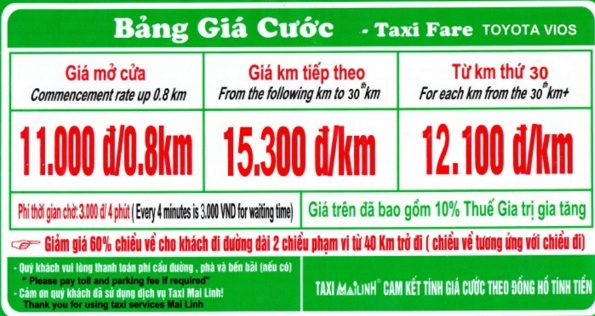 Bảng Giá Cước - Taxi Fare TOYOTA VIOS
Giá mở cửa
Commencement rate up 0.8 km
11.000 đ/0.8km
Giá km tiếp theo
From the following km to 30th km
15.300 đ/km
Từ km thứ 30
For each km from the 30th km+
12.100 đ/km
Phí thời gian chờ: 3.000 đ/ 4 phút ( Every 4 minutes is 3.000 VND for waiting time)
Giá trên đã bao gồm 10% Thuế Gia trị gia tăng
Giảm giá 60% chiều về cho khách đi đường dài 2 chiều phạm vi từ 40 Km trở đi ( chiều về tương ứng với chiều đi)
- Quý khách vui lòng thanh toán phí cầu đường , phà và bến bãi (nếu có)
" Please pay toll and parking fee if required"
- Cảm ơn quý khách đã sử dụng dịch vụ Taxi Mai Linh!
Thank you for using taxi services Mai Linh
TAXI MAILINH® CAM KẾT TÍNH GIÁ CƯỚC THEO ĐỒNG HỒ TÍNH TIỀN